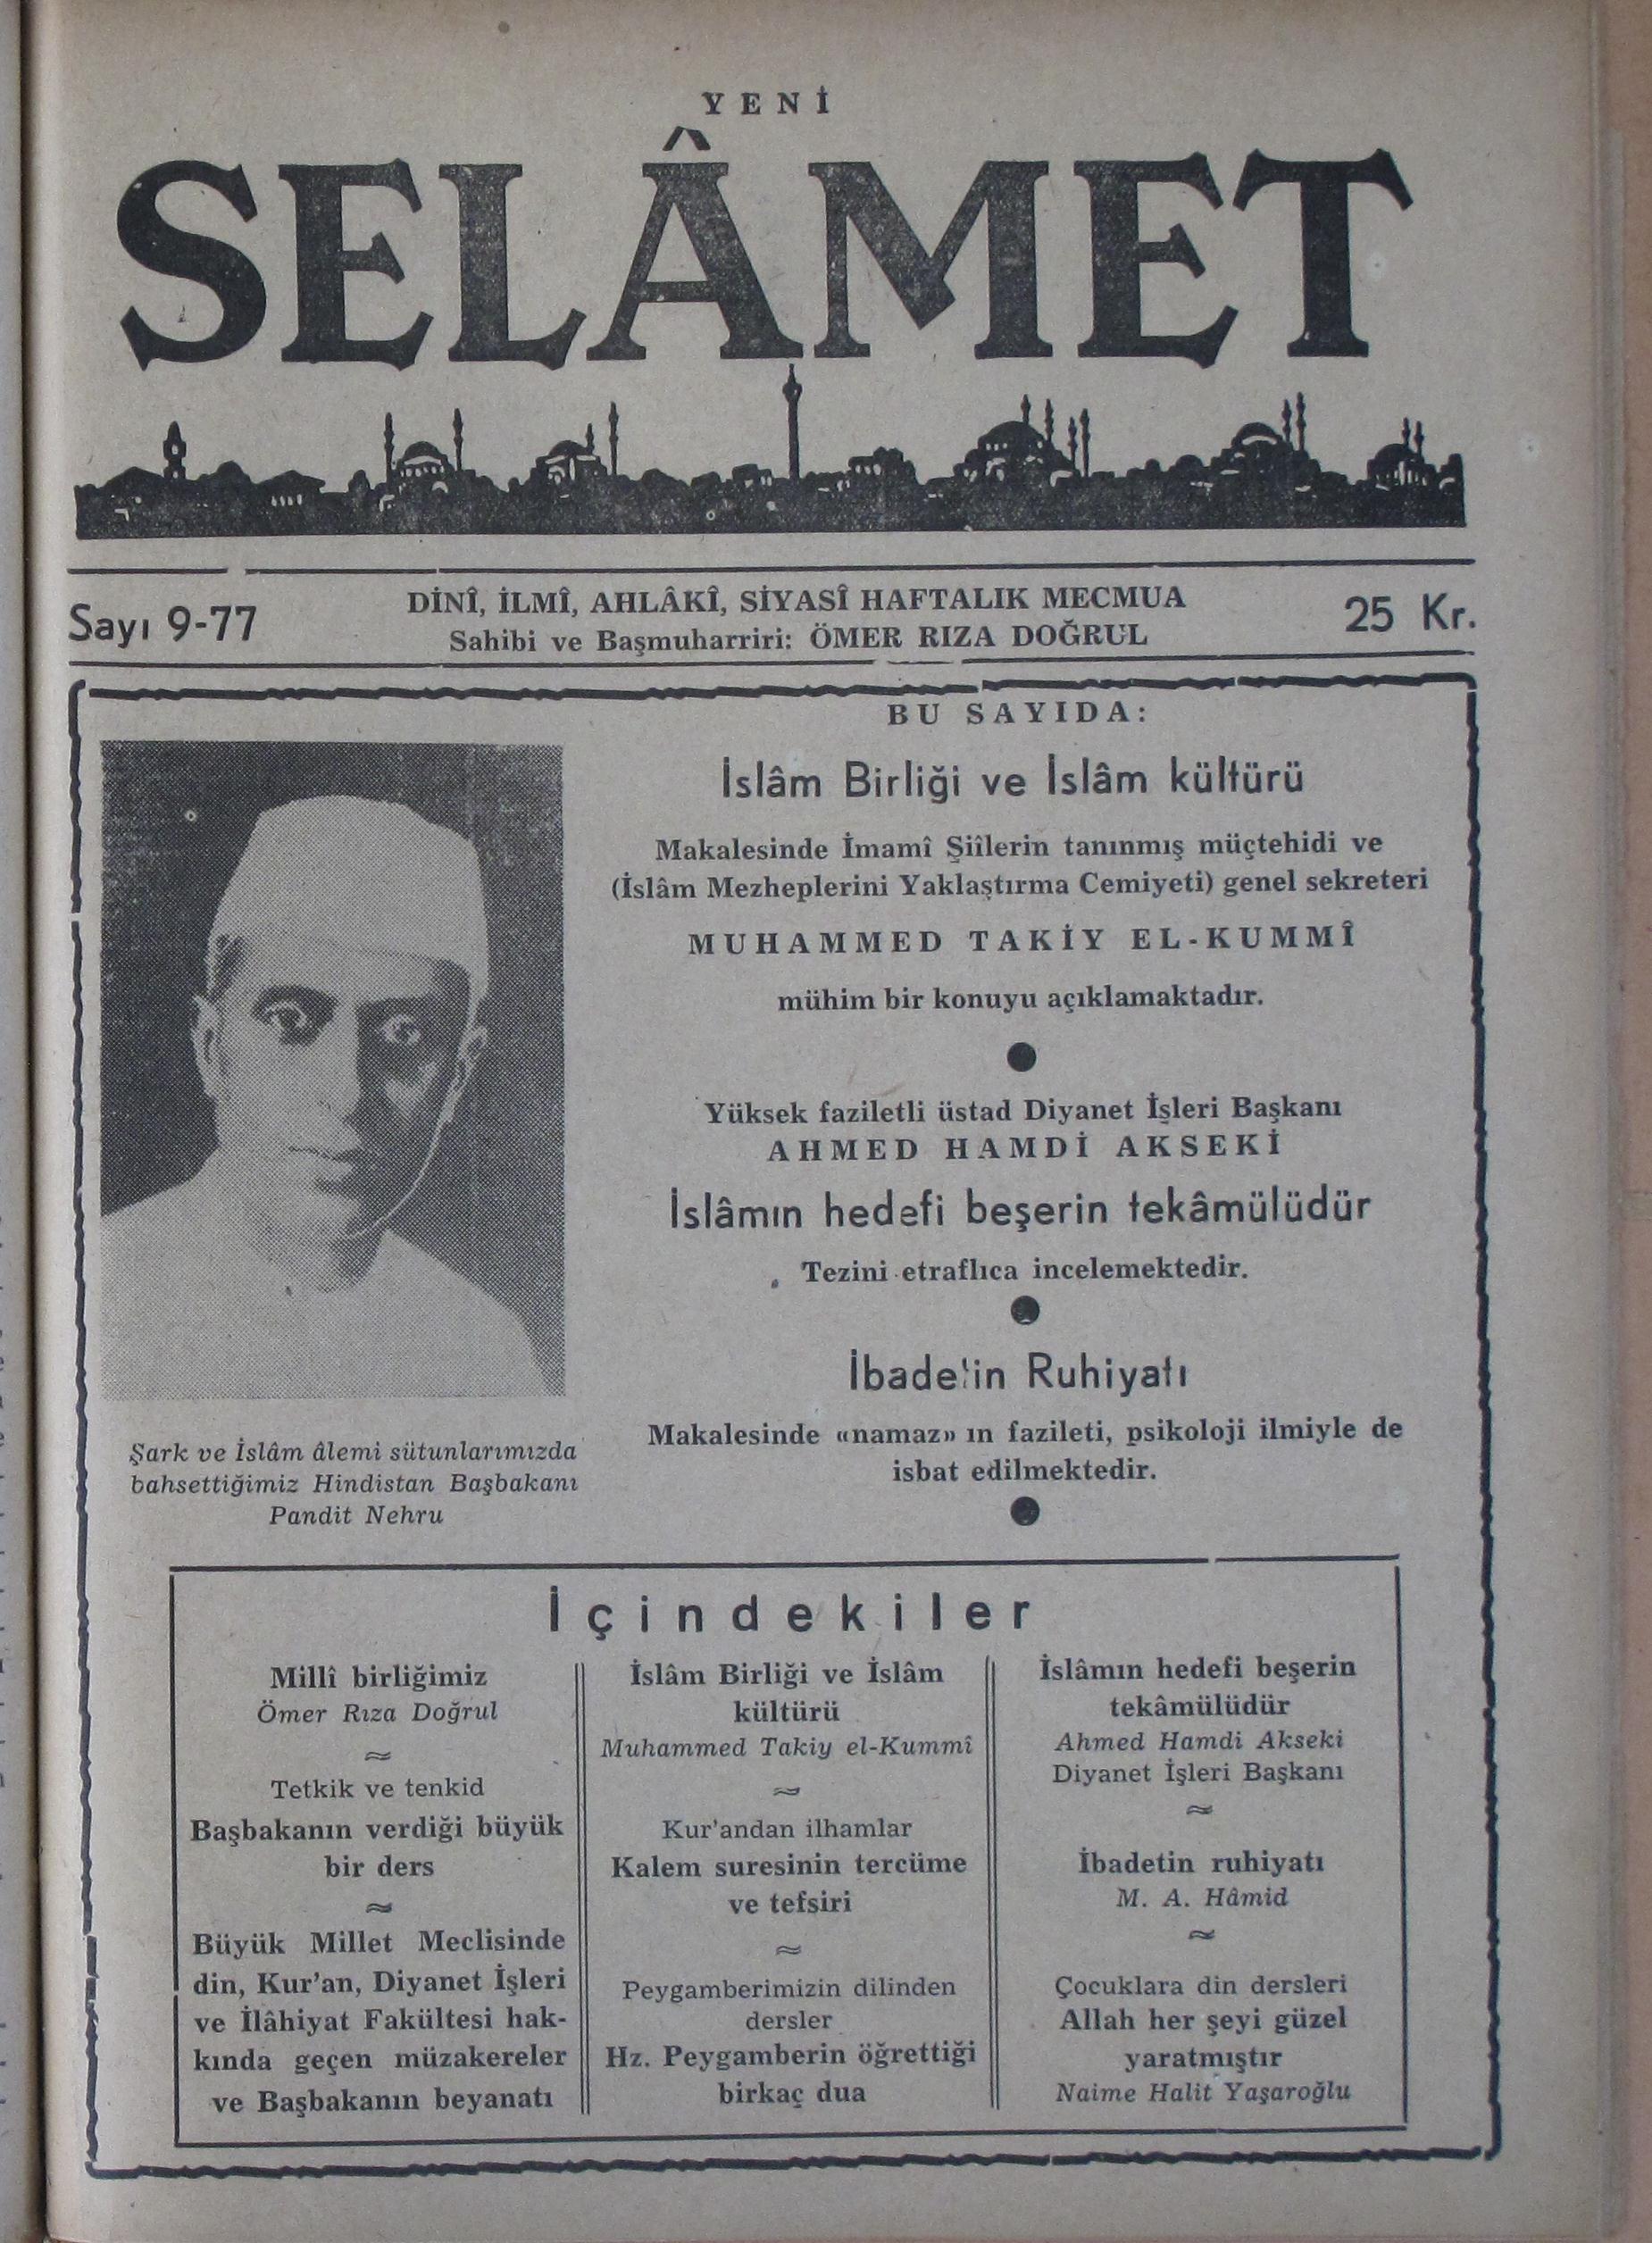 YENİ
SELÂMET
Sayı 9-77
DİNÎ, İLMÎ, AHLÂKÎ, SİYASÎ HAFTALIK MECMUA
Sahibi ve Başmuharriri: ÖMER RIZA DOĞRUL
25 Kr.
BU SAYIDA:
İslâm Birliği ve İslâm kültürü
Makalesinde İmamî Şiîlerin tanınmış müçtehidi ve
(İslâm Mezheplerini Yaklaştırma Cemiyeti) genel sekreteri
MUHAMMED TAKİY EL-KUMMÎ
mühim bir konuyu açıklamaktadır.
Yüksek faziletli üstad Diyanet İşleri Başkanı
AHMED HAMDİ AKSEKİ
İslâmın hedefi beşerin tekâmülüdür
Tezini etraflıca incelemektedir.
İbadetin Ruhiyatı
Makalesinde «namaz» ın fazileti, psikoloji ilmiyle de
isbat edilmektedir.
Şark ve İslâm âlemi sütunlarımızda
bahsettiğimiz Hindistan Başbakanı
Pandit Nehru
İçindekiler
Millî birliğimiz
Ömer Rıza Doğrul
Tetkik ve tenkid
Başbakanın verdiği büyük
bir ders
Büyük Millet Meclisinde
din, Kur'an, Diyanet İşleri
ve İlâhiyat Fakültesi hak-
kında geçen müzakereler
ve Başbakanın beyanatı
İslâm Birliği ve İslâm
kültürü
Muhammed Takiy el-Kummî
Kur'andan ilhamlar
Kalem suresinin tercüme
ve tefsiri
Peygamberimizin dilinden
dersler
Hz. Peygamberin öğrettiği
birkaç dua
İslâmın hedefi beşerin
tekâmülüdür
Ahmed Hamdi Akseki
Diyanet İşleri Başkanı
İbadetin ruhiyatı
M. A. Hâmid
Çocuklara din dersleri
Allah her şeyi güzel
yaratmıştır
Naime Halit Yaşaroğlu